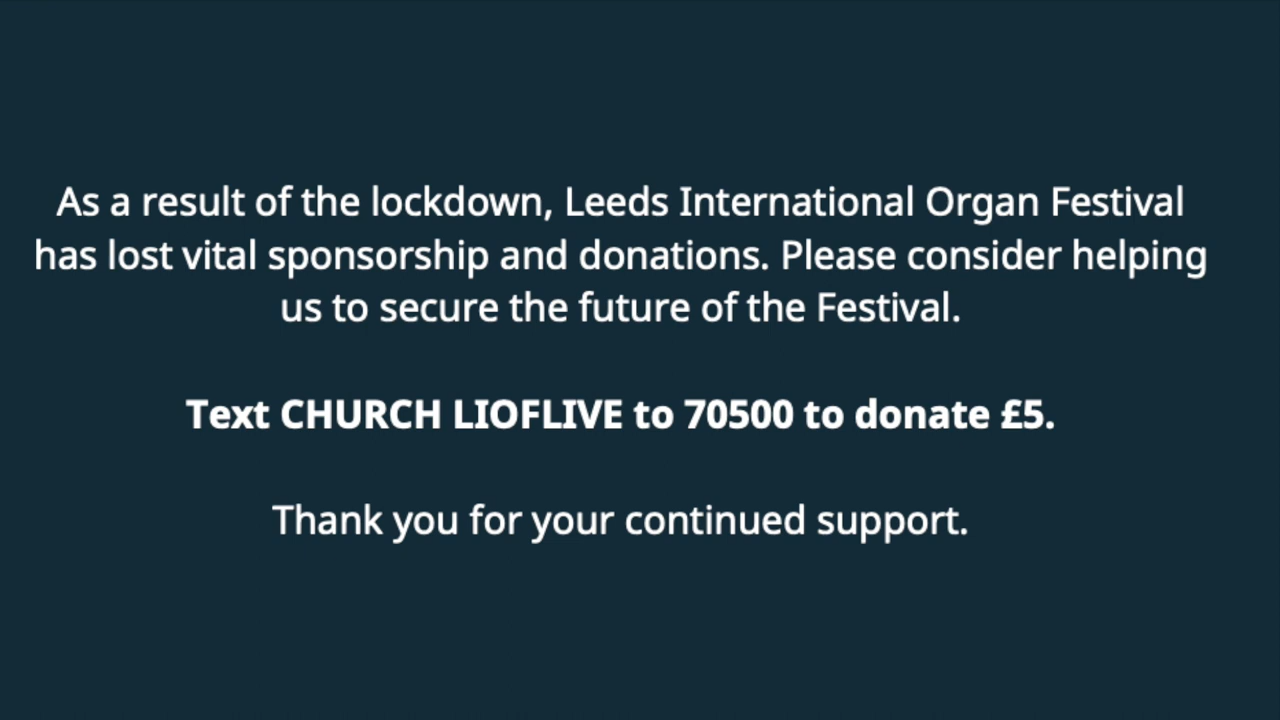 As a result of the lockdown, Leeds International Organ Festival
has lost vital sponsorship and donations. Please consider helping
us to secure the future of the Festival.
Text CHURCH LIOFLIVE to 70500 to donate £5.
Thank you for your continued support.